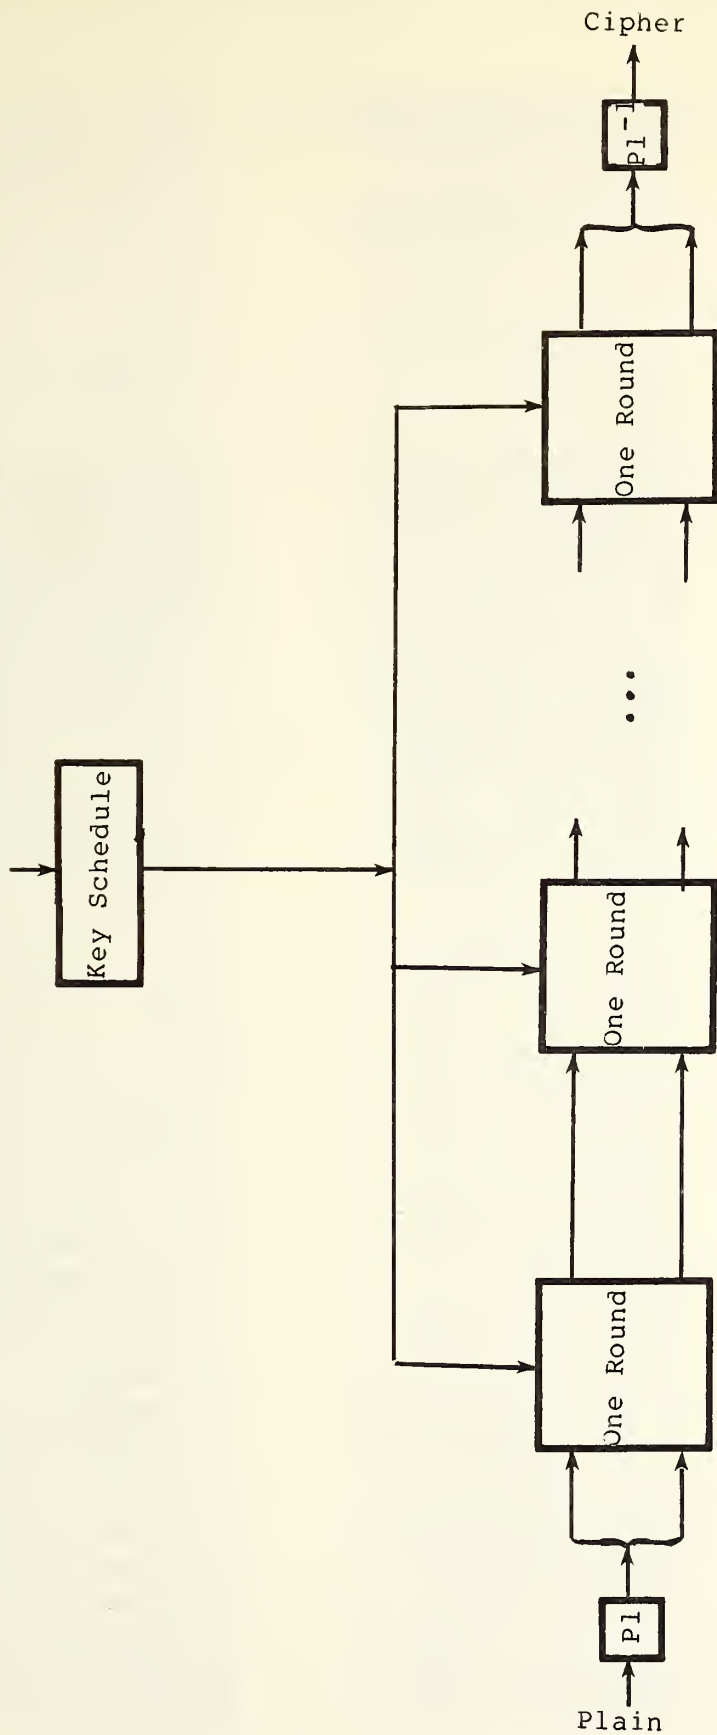 Cipher
P1⁻¹
One Round
Key Schedule
...
One Round
One Round
P1
Plain